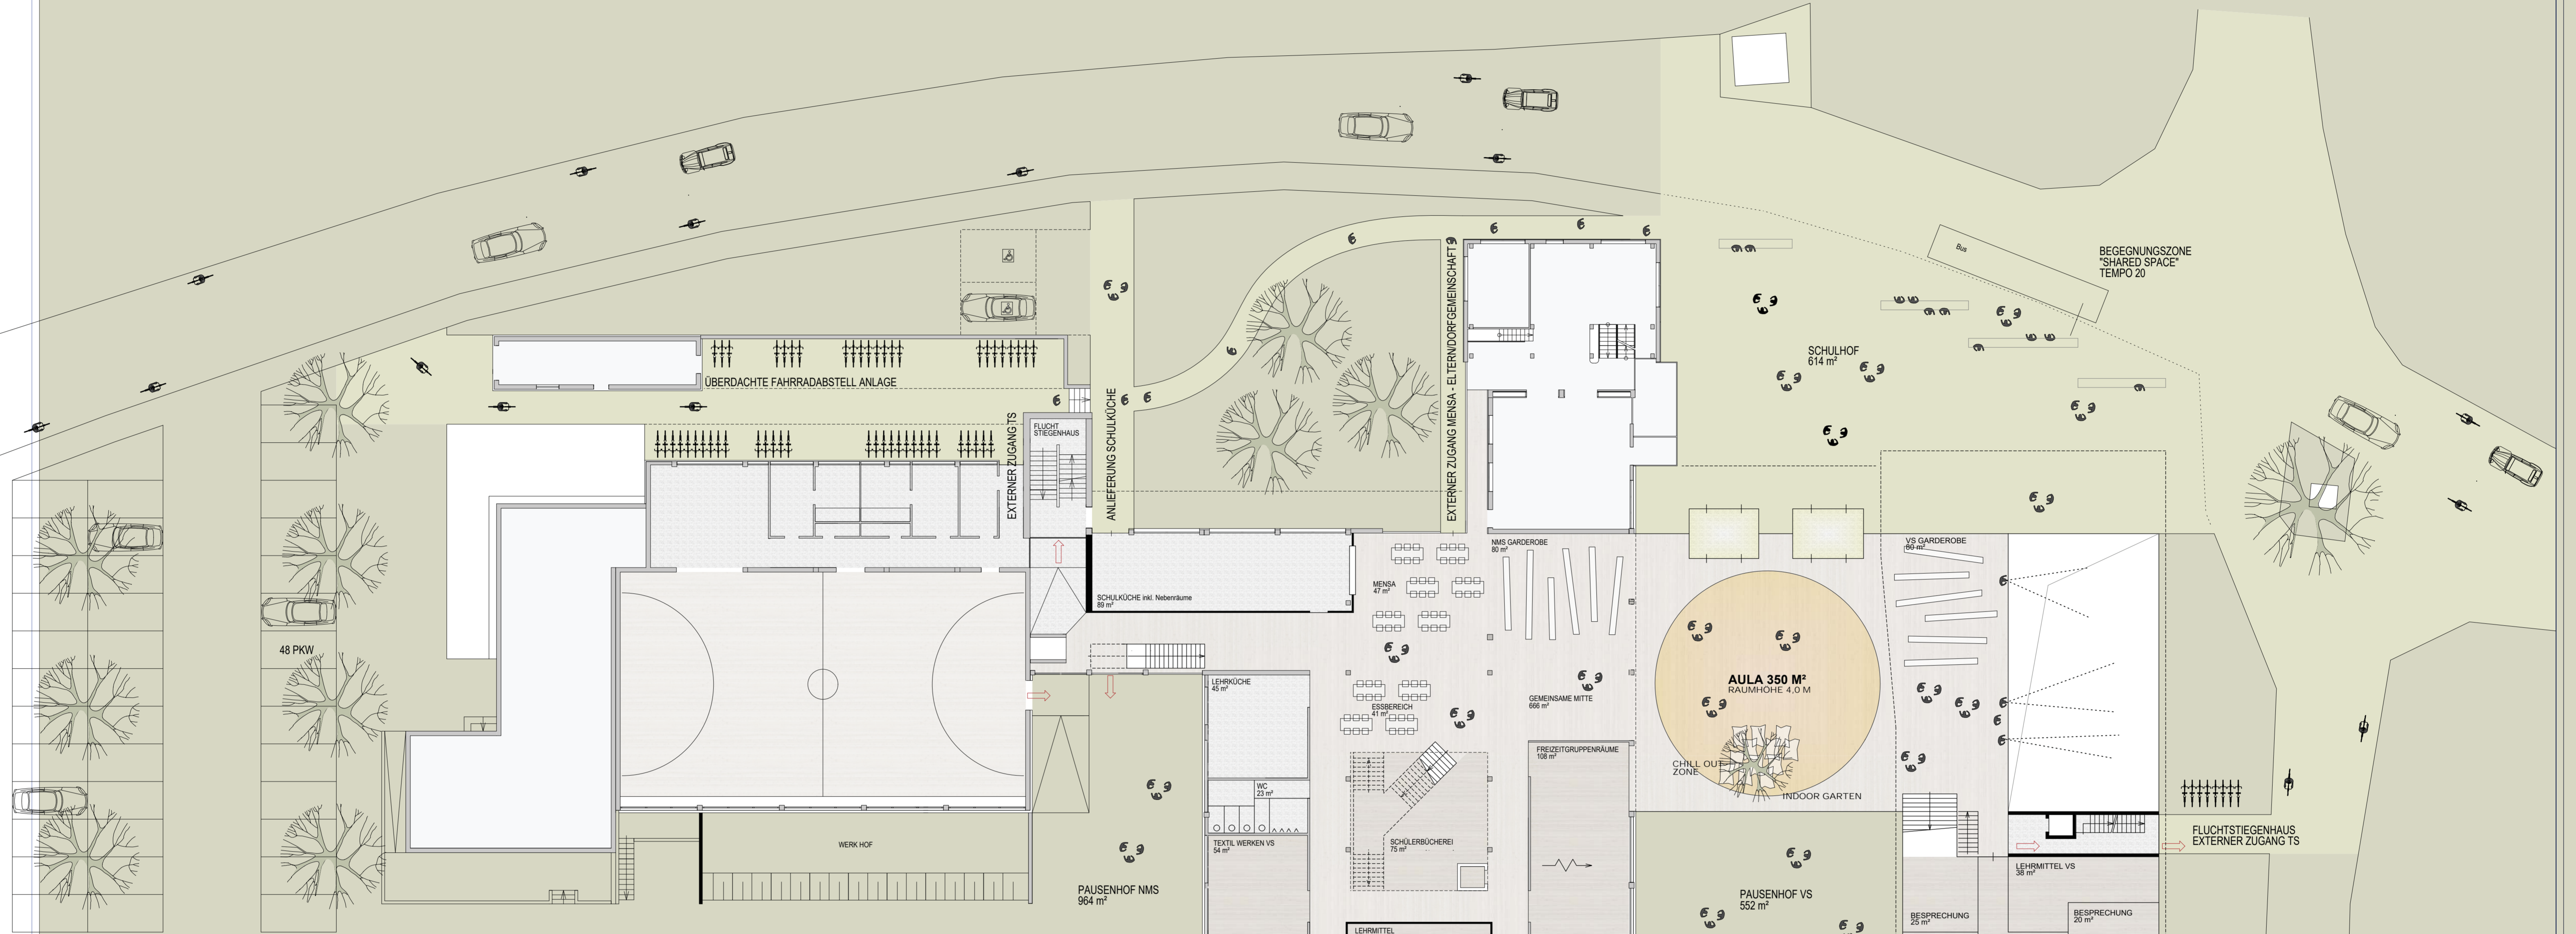 Bus
BEGEGNUNGSZONE
"SHARED SPACE"
TEMPO 20
SCHULHOF
614 m²
ÜBERDACHTE FAHRRADABSTELL ANLAGE
EXTERNER ZUGANG TS
FLUCHT
STIEGENHAUS
ANLIEFERUNG SCHULKÜCHE
EXTERNER ZUGANG MENSA - ELTERN/DORFGEMEINSCHAFT
NMS GARDEROBE
80 m²
VS GARDEROBE
80 m²
MENSA
47 m²
SCHULKÜCHE inkl. Nebenräume
89 m²
48 PKW
LEHRKÜCHE
45 m²
ESSBEREICH
41 m²
GEMEINSAME MITTE
666 m²
AULA 350 M²
RAUMHÖHE 4,0 M
FREIZEITGRUPPENRÄUME
108 m²
CHILL OUT
ZONE
INDOOR GARTEN
WC
23 m²
WERK HOF
TEXTIL WERKEN VS
54 m²
SCHÜLERBÜCHEREI
75 m²
FLUCHTSTIEGENHAUS
EXTERNER ZUGANG TS
LEHRMITTEL VS
38 m²
PAUSENHOF NMS
964 m²
PAUSENHOF VS
552 m²
BESPRECHUNG
25 m²
BESPRECHUNG
20 m²
LEHRMITTEL